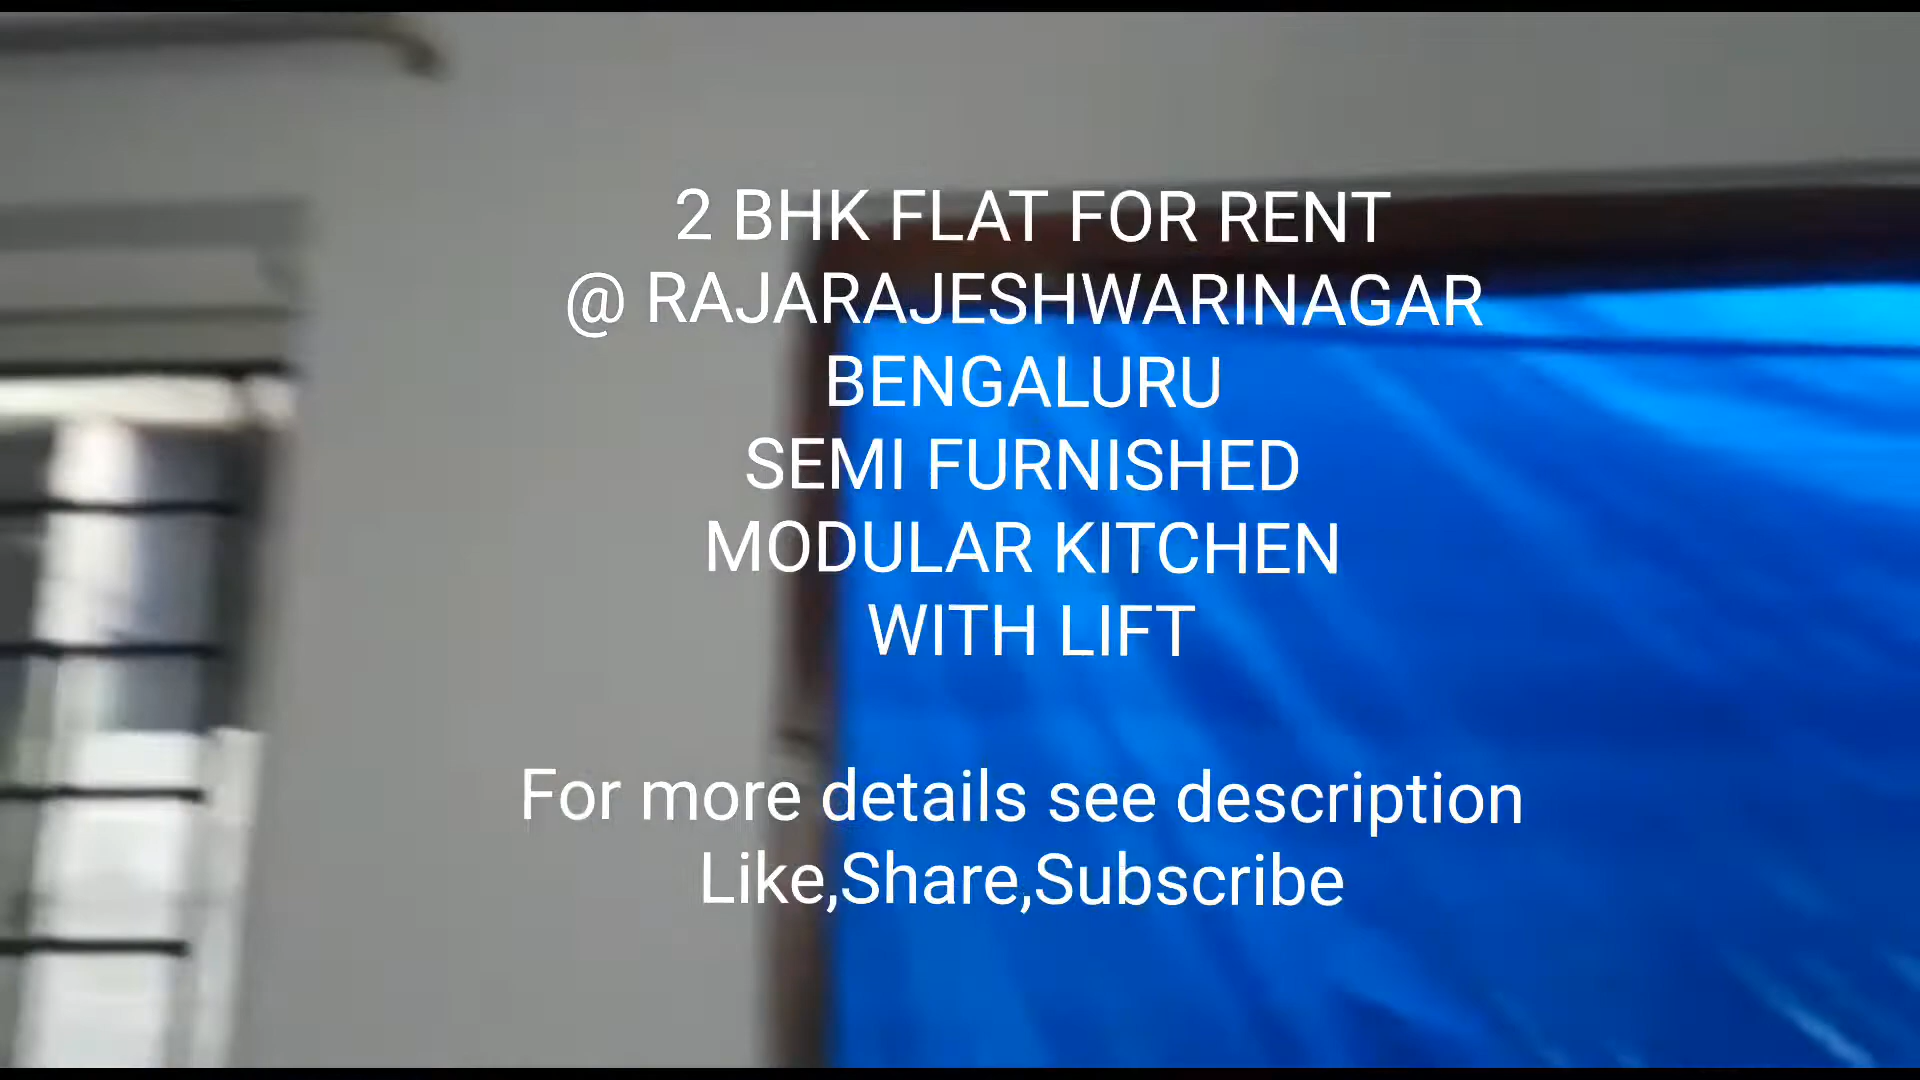 2 BHK FLAT FOR RENT
@ RAJARAJESHWARINAGAR
BENGALURU
SEMI FURNISHED
MODULAR KITCHEN
WITH LIFT
For more details see description
Like,Share,Subscribe